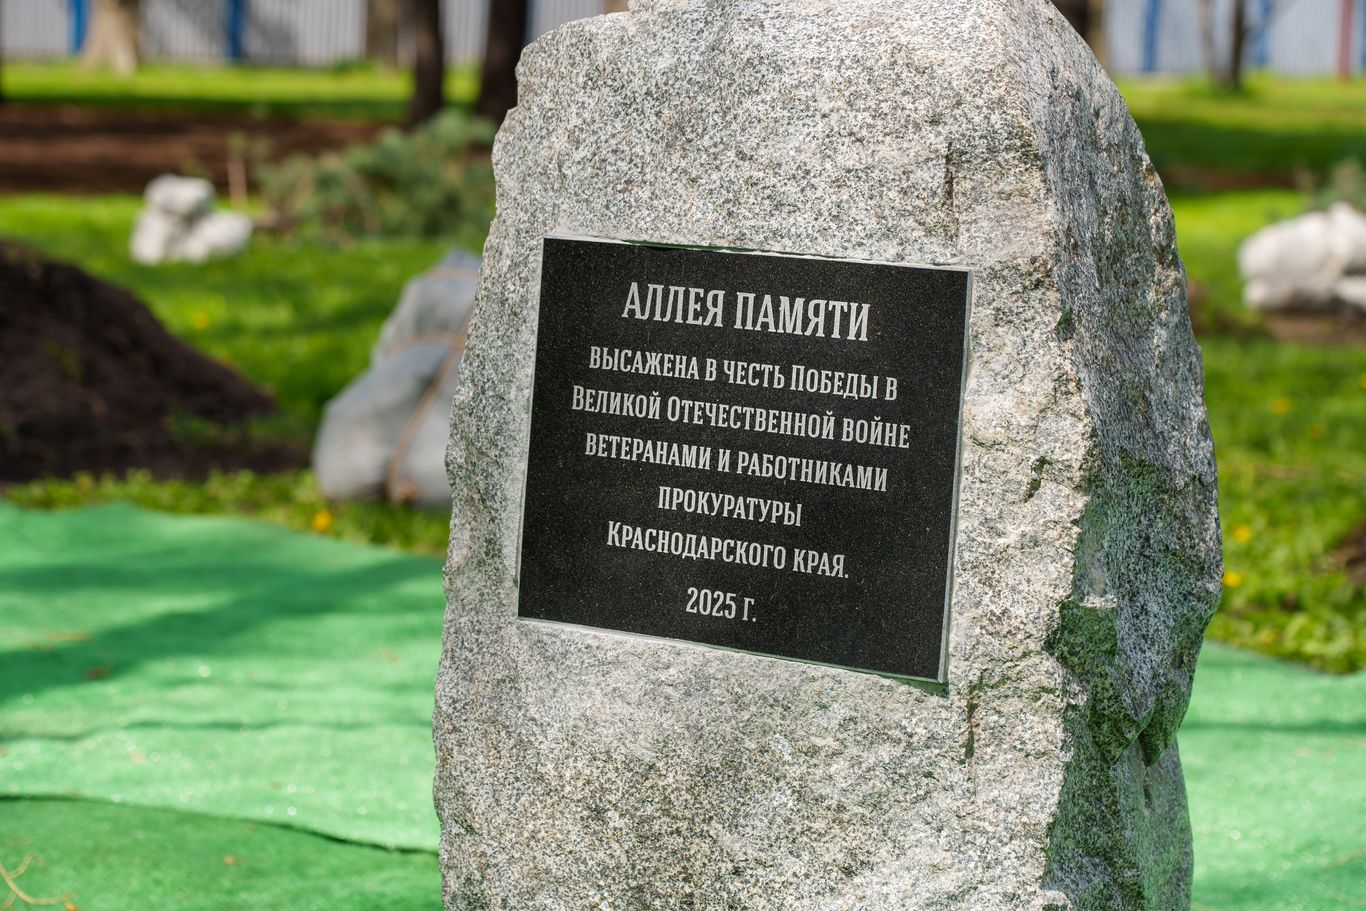 АЛЛЕЯ ПАМЯТИ
ВЫСАЖЕНА В ЧЕСТЬ ПОБЕДЫ В
ВЕЛИКОЙ ОТЕЧЕСТВЕННОЙ ВОЙНЕ
ВЕТЕРАНАМИ И РАБОТНИКАМИ
ПРОКУРАТУРЫ
КРАСНОДАРСКОГО КРАЯ.
2025 Г.